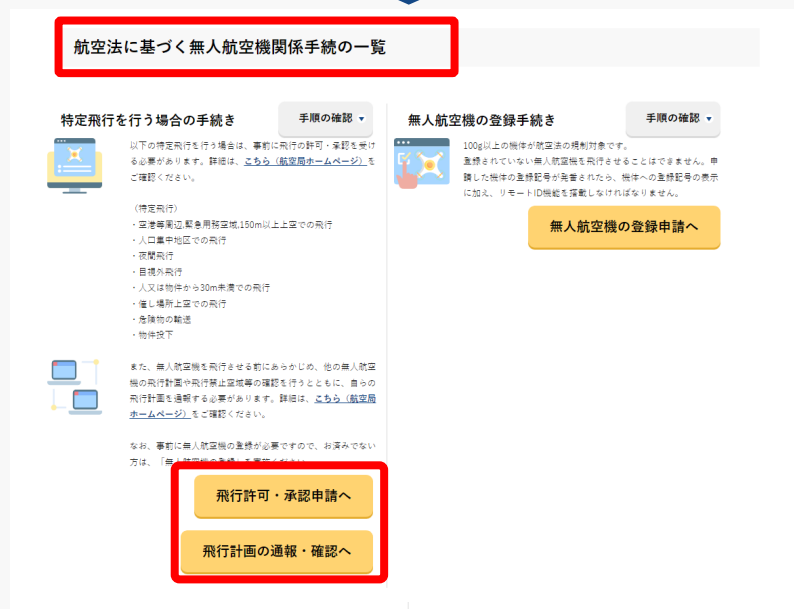 航空法に基づく無人航空機関係手続の一覧
特定飛行を行う場合の手続き
手順の確認
以下の特定飛行を行う場合は、事前に飛行の許可・承認を受け
る必要があります。詳細は、こちら（航空局ホームページ）を
ご確認ください。
（特定飛行）
・空港等周辺,緊急用務空域,150m以上上空での飛行
・人口集中地区での飛行
・夜間飛行
・目視外飛行
・人又は物件から30m未満での飛行
・催し場所上空での飛行
・危険物の輸送
・物件投下
また、無人航空機を飛行させる前にあらかじめ、他の無人航空
機の飛行計画や飛行禁止空域等の確認を行うとともに、自らの
飛行計画を通報する必要があります。詳細は、こちら（航空局
ホームページ）をご確認ください。
なお、事前に無人航空機の登録が必要ですので、お済みでない
方は、「無人航空機の登録」を実施ください
飛行許可・承認申請へ
飛行計画の通報・確認へ
無人航空機の登録手続き
手順の確認
100g以上の機体が航空法の規制対象です。
登録されていない無人航空機を飛行させることはできません。申
請した機体の登録記号が発番されたら、機体への登録記号の表示
に加え、リモートID機能を搭載しなければなりません。
無人航空機の登録申請へ